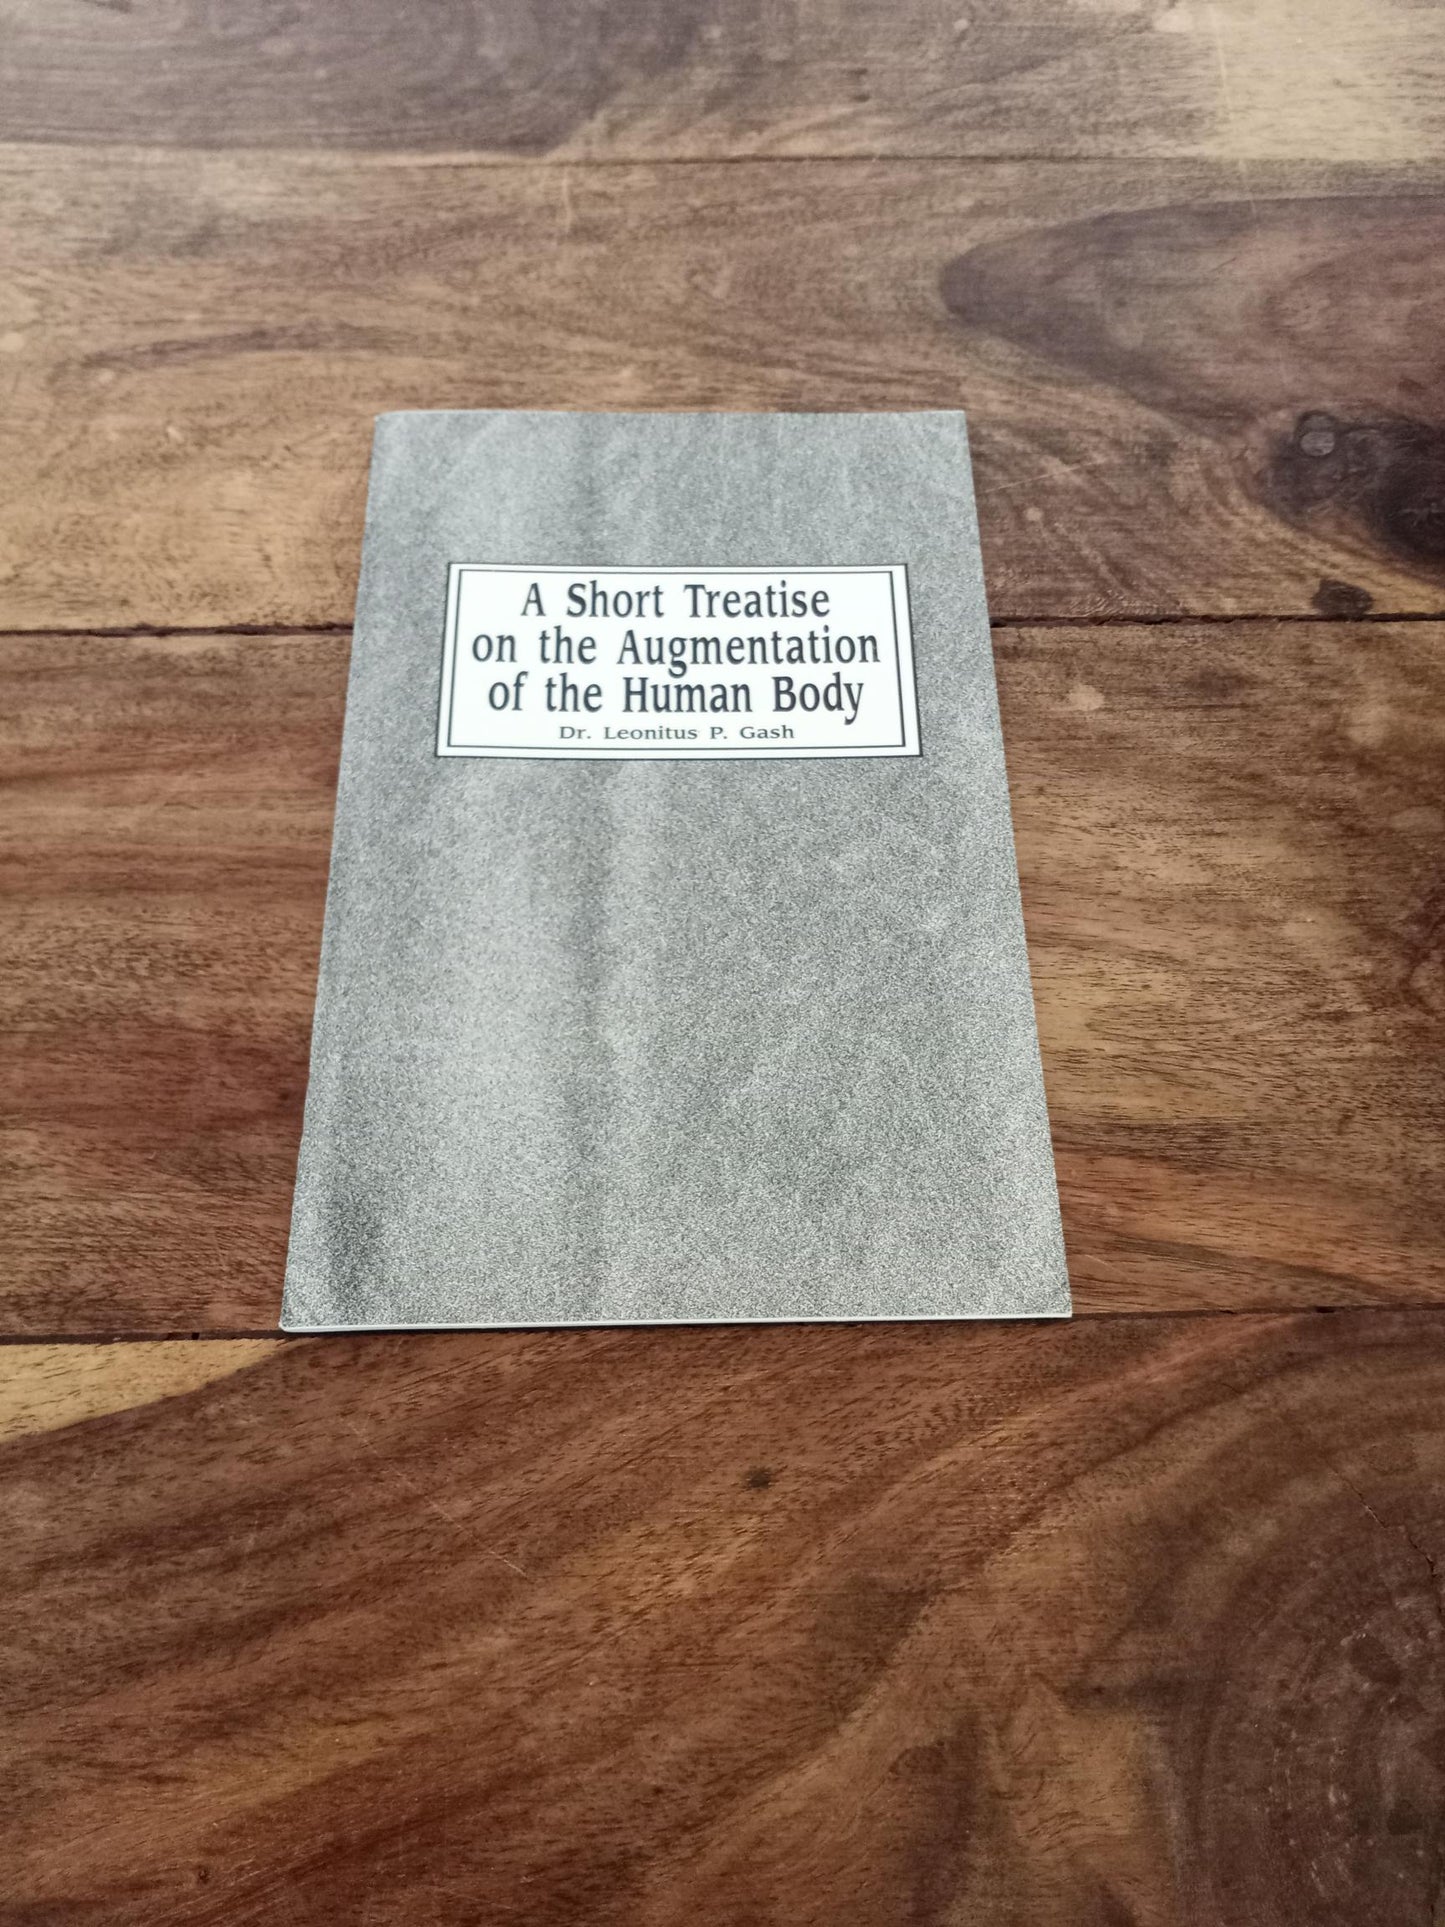 A Short Treatise
on the Augmentation
of the Human Body
Dr. Leonitus P. Gash